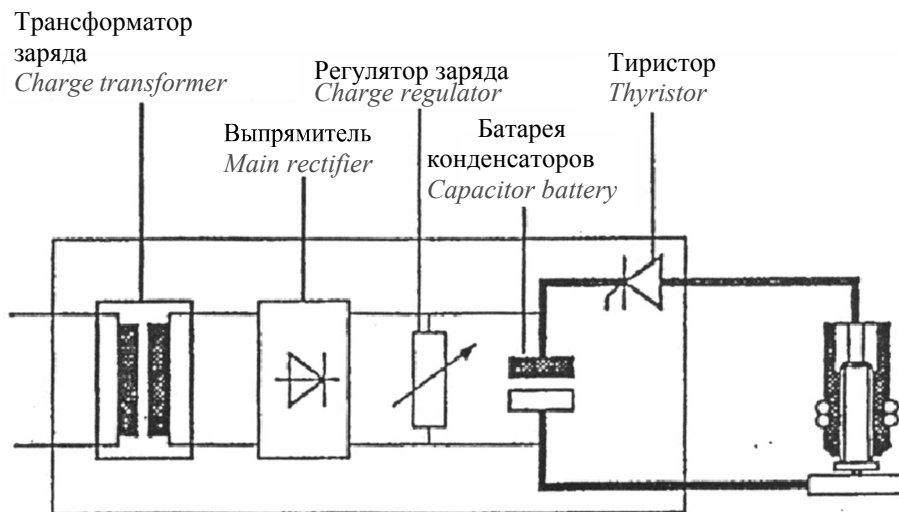 Трансформатор
заряда
Charge transformer
Регулятор заряда
Charge regulator
Тиристор
Thyristor
Выпрямитель
Main rectifier
Батарея
конденсаторов
Capacitor battery